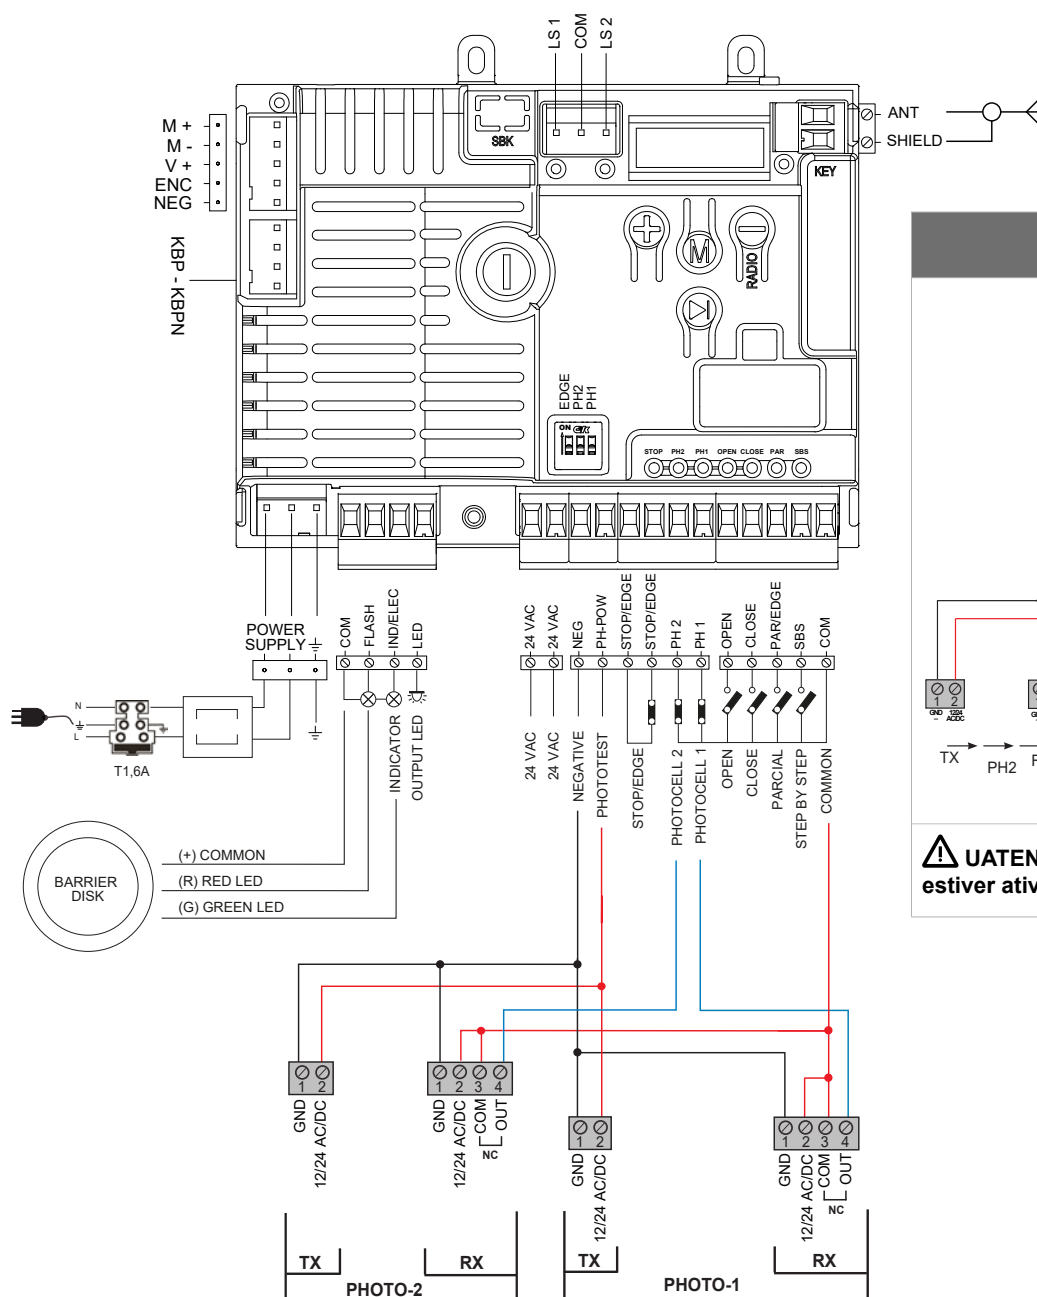 LS 1
COM
LS 2
M +
M -
V +
ENC
NEG
KBP - KBPN
SBK
ANT
SHIELD
KEY
M
RADIO
EDGE
PH2
PH1
ON
STOP PH2 PH1 OPEN CLOSE PAR SBS
POWER
SUPPLY
COM
FLASH
IND/ELEC
LED
24 VAC
24 VAC
NEG
PH-POW
STOP/EDGE
STOP/EDGE
PH 2
PH 1
OPEN
CLOSE
PAR/EDGE
SBS
COM
N
L
T1,6A
INDICATOR
OUTPUT LED
24 VAC
24 VAC
NEGATIVE
PHOTOTEST
STOP/EDGE
PHOTOCELL 2
PHOTOCELL 1
OPEN
CLOSE
PARCIAL
STEP BY STEP
COMMON
1 2
GND
–
12/24
AC/DC
TX
PH2
UATEN
estiver ativ
BARRIER
DISK
(+) COMMON
(R) RED LED
(G) GREEN LED
1 2
GND
12/24 AC/DC
1 2 3 4
GND
12/24 AC/DC
COM
OUT
NC
1 2
GND
12/24 AC/DC
1 2 3 4
GND
12/24 AC/DC
COM
OUT
NC
TX
RX
PHOTO-2
TX
RX
PHOTO-1